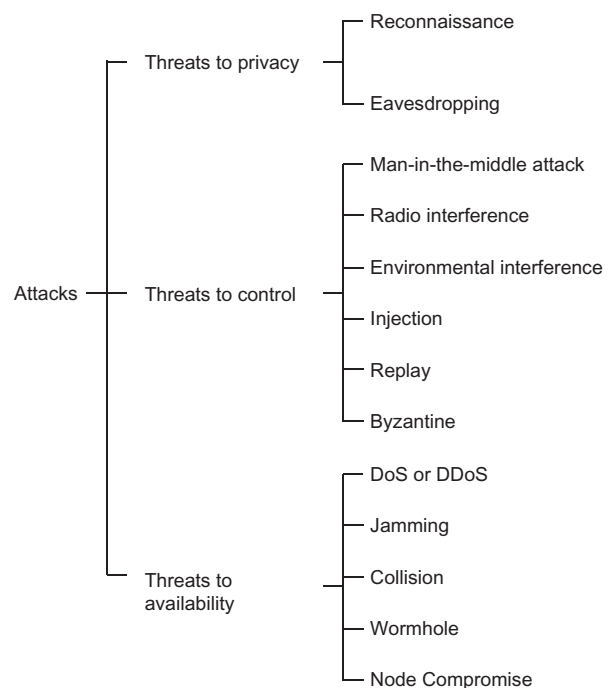 Attacks
Threats to privacy
Reconnaissance
Eavesdropping
Threats to control
Man-in-the-middle attack
Radio interference
Environmental interference
Injection
Replay
Byzantine
Threats to
availability
DoS or DDoS
Jamming
Collision
Wormhole
Node Compromise